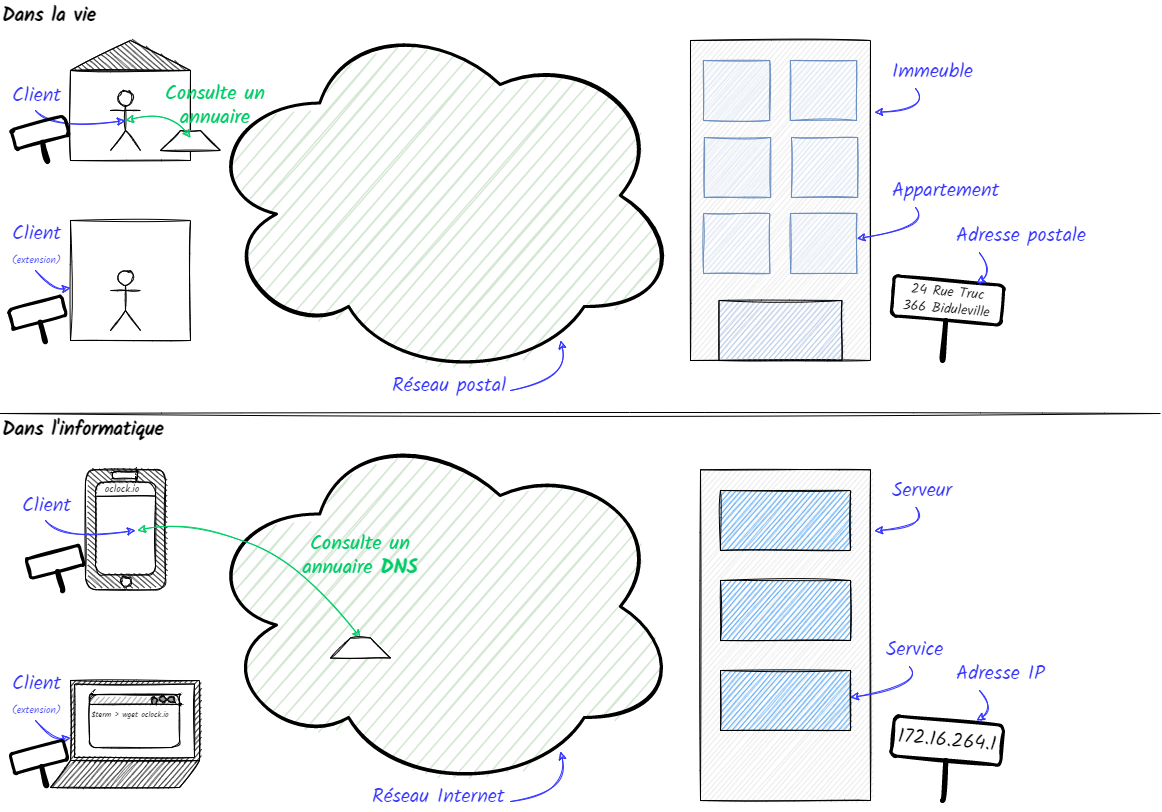 Dans la vie
Client
Consulte un
annuaire
Immeuble
Appartement
Client
(extension)
Adresse postale
24 Rue Truc
366 Biduleville
Réseau postal
Dans l'informatique
oclock.io
Client
Serveur
Consulte un
annuaire DNS
Service
Client
(extension)
Adresse IP
$term > wget oclock.io
172.16.264.1
Réseau Internet